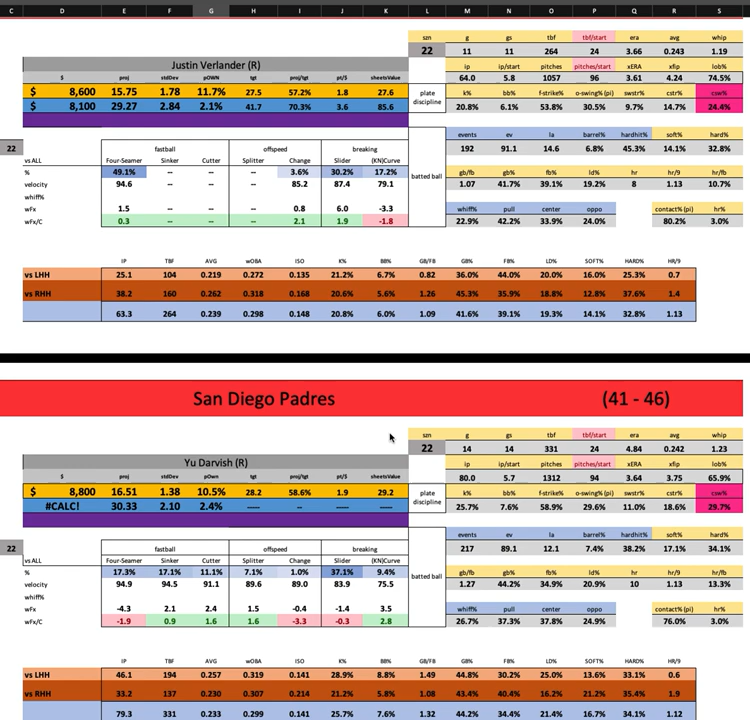 C D E F G H I J K L M N O P Q R S
szn g gs tbf tbf/start era avg whip
22 11 11 264 24 3.66 0.243 1.19
Justin Verlander (R) ip ip/start pitches pitches/start xERA xfip lob%
$ proj stdDev pOWN tgt proj/tgt pt/$ sheetsValue 64.0 5.8 1057 96 3.61 4.24 74.5%
$ 8,600 15.75 1.78 11.7% 27.5 57.2% 1.8 27.6 plate discipline k% bb% f-strike% o-swing% (pi) swstr% cstr% csw%
$ 8,100 29.27 2.84 2.1% 41.7 70.3% 3.6 85.6 20.8% 6.1% 53.8% 30.5% 9.7% 14.7% 24.4%
events ev la barrel% hardhit% soft% hard%
22 fastball offspeed breaking 192 91.1 14.6 6.8% 45.3% 14.1% 32.8%
vs ALL Four-Seamer Sinker Cutter Splitter Change Slider (KN)Curve
% 49.1% -- -- -- 3.6% 30.2% 17.2% batted ball gb/fb gb% fb% ld% hr hr/9 hr/fb
velocity 94.6 -- -- -- 85.2 87.4 79.1 1.07 41.7% 39.1% 19.2% 8 1.13 10.7%
whiff%
wFx 1.5 -- -- -- 0.8 6.0 -3.3 whiff% pull center oppo contact% (pi) hr%
wFx/C 0.3 -- -- -- 2.1 1.9 -1.8 22.9% 42.2% 33.9% 24.0% 80.2% 3.0%
IP TBF AVG wOBA ISO K% BB% GB/FB GB% FB% LD% SOFT% HARD% HR/9
vs LHH 25.1 104 0.219 0.272 0.135 21.2% 6.7% 0.82 36.0% 44.0% 20.0% 16.0% 25.3% 0.7
vs RHH 38.2 160 0.262 0.318 0.168 20.6% 5.6% 1.26 45.3% 35.9% 18.8% 12.8% 37.6% 1.4
63.3 264 0.239 0.298 0.148 20.8% 6.0% 1.09 41.6% 39.1% 19.3% 14.1% 32.8% 1.13
San Diego Padres (41 - 46)
szn g gs tbf tbf/start era avg whip
22 14 14 331 24 4.84 0.242 1.23
Yu Darvish (R) ip ip/start pitches pitches/start xERA xfip lob%
$ proj stdDev pOwn tgt proj/tgt pt/$ sheetsValue 80.0 5.7 1312 94 3.64 3.75 65.9%
$ 8,800 16.51 1.38 10.5% 28.2 58.6% 1.9 29.2 plate discipline k% bb% f-strike% o-swing% (pi) swstr% cstr% csw%
#CALC! 30.33 2.10 2.4% ---- -- ---- ---- 25.7% 7.6% 58.9% 29.6% 11.0% 18.6% 29.7%
events ev la barrel% hardhit% soft% hard%
22 fastball offspeed breaking 217 89.1 12.1 7.4% 38.2% 17.1% 34.1%
vs ALL Four-Seamer Sinker Cutter Splitter Change Slider (KN)Curve
% 17.3% 17.1% 11.1% 7.1% 1.0% 37.1% 9.4% batted ball gb/fb gb% fb% ld% hr hr/9 hr/fb
velocity 94.9 94.5 91.1 89.6 89.0 83.9 75.5 1.27 44.2% 34.9% 20.9% 10 1.13 13.3%
whiff%
wFx -4.3 2.1 2.4 1.5 -0.4 -1.4 3.5 whiff% pull center oppo contact% (pi) hr%
wFx/C -1.9 0.9 1.6 1.6 -3.3 -0.3 2.8 26.7% 37.3% 37.8% 24.9% 76.0% 3.0%
IP TBF AVG wOBA ISO K% BB% GB/FB GB% FB% LD% SOFT% HARD% HR/9
vs LHH 46.1 194 0.257 0.319 0.141 28.9% 8.8% 1.49 44.8% 30.2% 25.0% 13.6% 33.1% 0.6
vs RHH 33.2 137 0.230 0.307 0.214 21.2% 5.8% 1.08 43.4% 40.4% 16.2% 21.2% 35.4% 1.9
79.3 331 0.233 0.299 0.141 25.7% 7.6% 1.32 44.2% 34.4% 21.4% 16.7% 34.1% 1.12